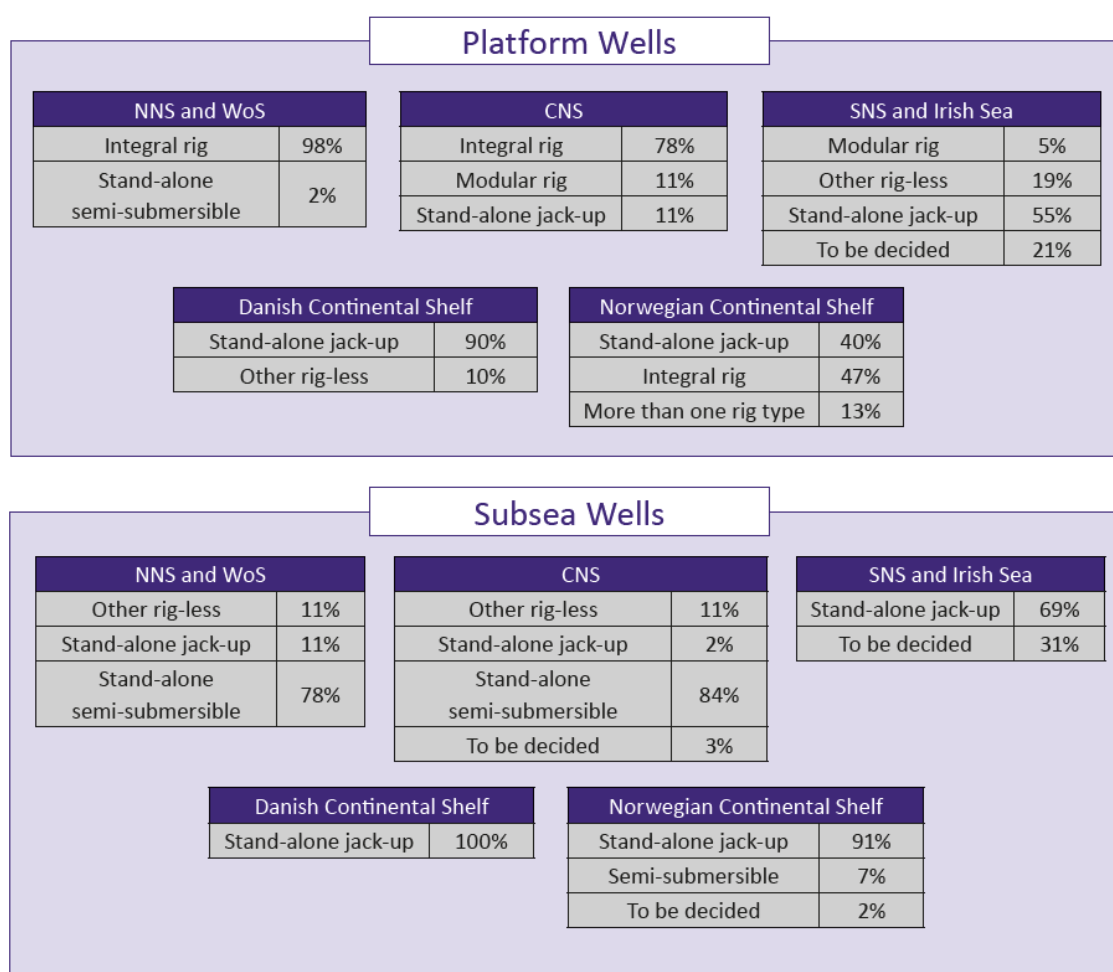 Platform Wells
NNS and WoS
Integral rig 98%
Stand-alone
semi-submersible 2%
CNS
Integral rig 78%
Modular rig 11%
Stand-alone jack-up 11%
SNS and Irish Sea
Modular rig 5%
Other rig-less 19%
Stand-alone jack-up 55%
To be decided 21%
Danish Continental Shelf
Stand-alone jack-up 90%
Other rig-less 10%
Norwegian Continental Shelf
Stand-alone jack-up 40%
Integral rig 47%
More than one rig type 13%
Subsea Wells
NNS and WoS
Other rig-less 11%
Stand-alone jack-up 11%
Stand-alone
semi-submersible 78%
CNS
Other rig-less 11%
Stand-alone jack-up 2%
Stand-alone
semi-submersible 84%
To be decided 3%
SNS and Irish Sea
Stand-alone jack-up 69%
To be decided 31%
Danish Continental Shelf
Stand-alone jack-up 100%
Norwegian Continental Shelf
Stand-alone jack-up 91%
Semi-submersible 7%
To be decided 2%